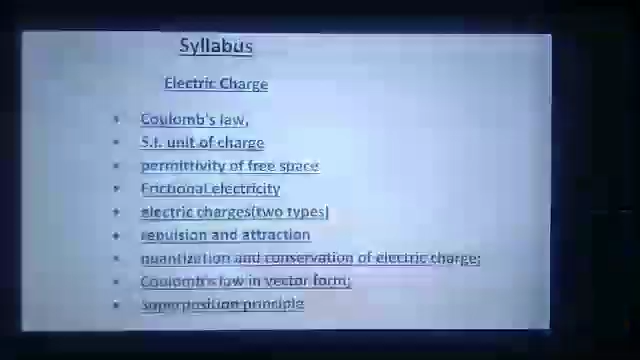 Syllabus
Electric Charge
Coulomb's law,
S.I. unit of charge
permittivity of free space
Frictional electricity
electric charges(two types)
repulsion and attraction
quantization and conservation of electric charge;
Coulomb's law in vector form;
superposition principle